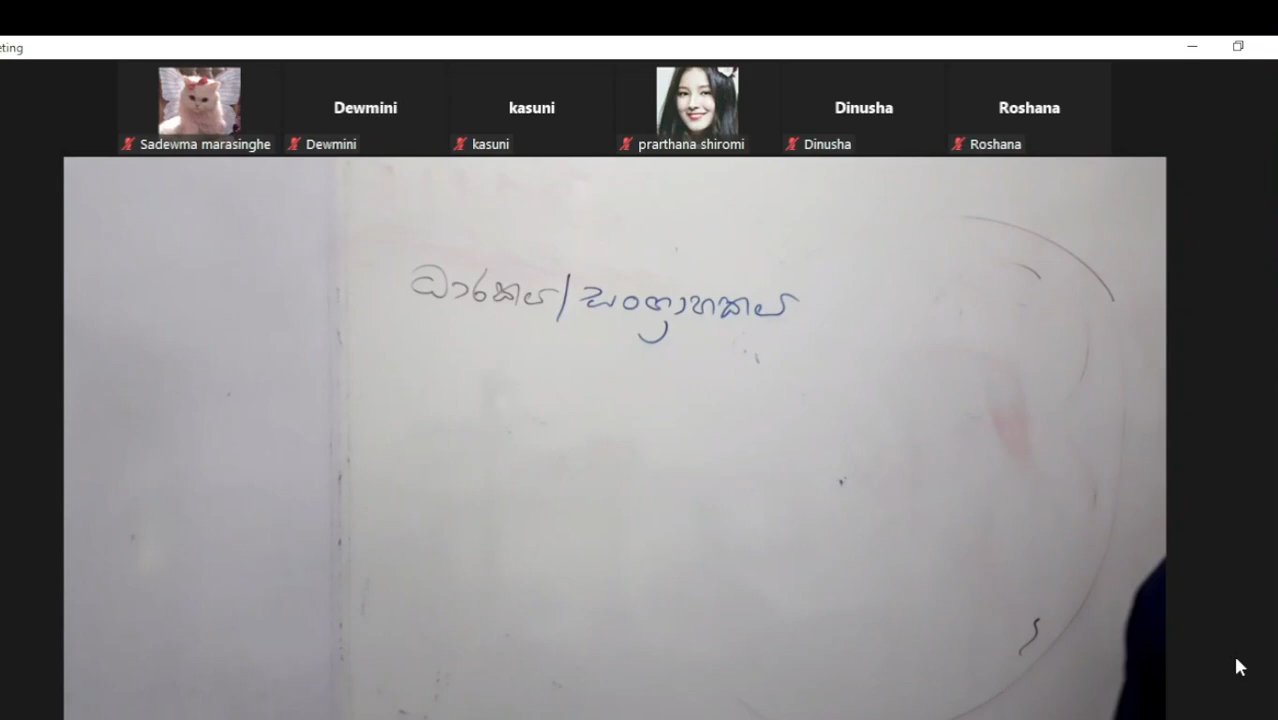 eting
Dewmini kasuni Dinusha Roshana
Sadewma marasinghe Dewmini kasuni prarthana shiromi Dinusha Roshana
ධාරකය/සංග්‍රාහකය